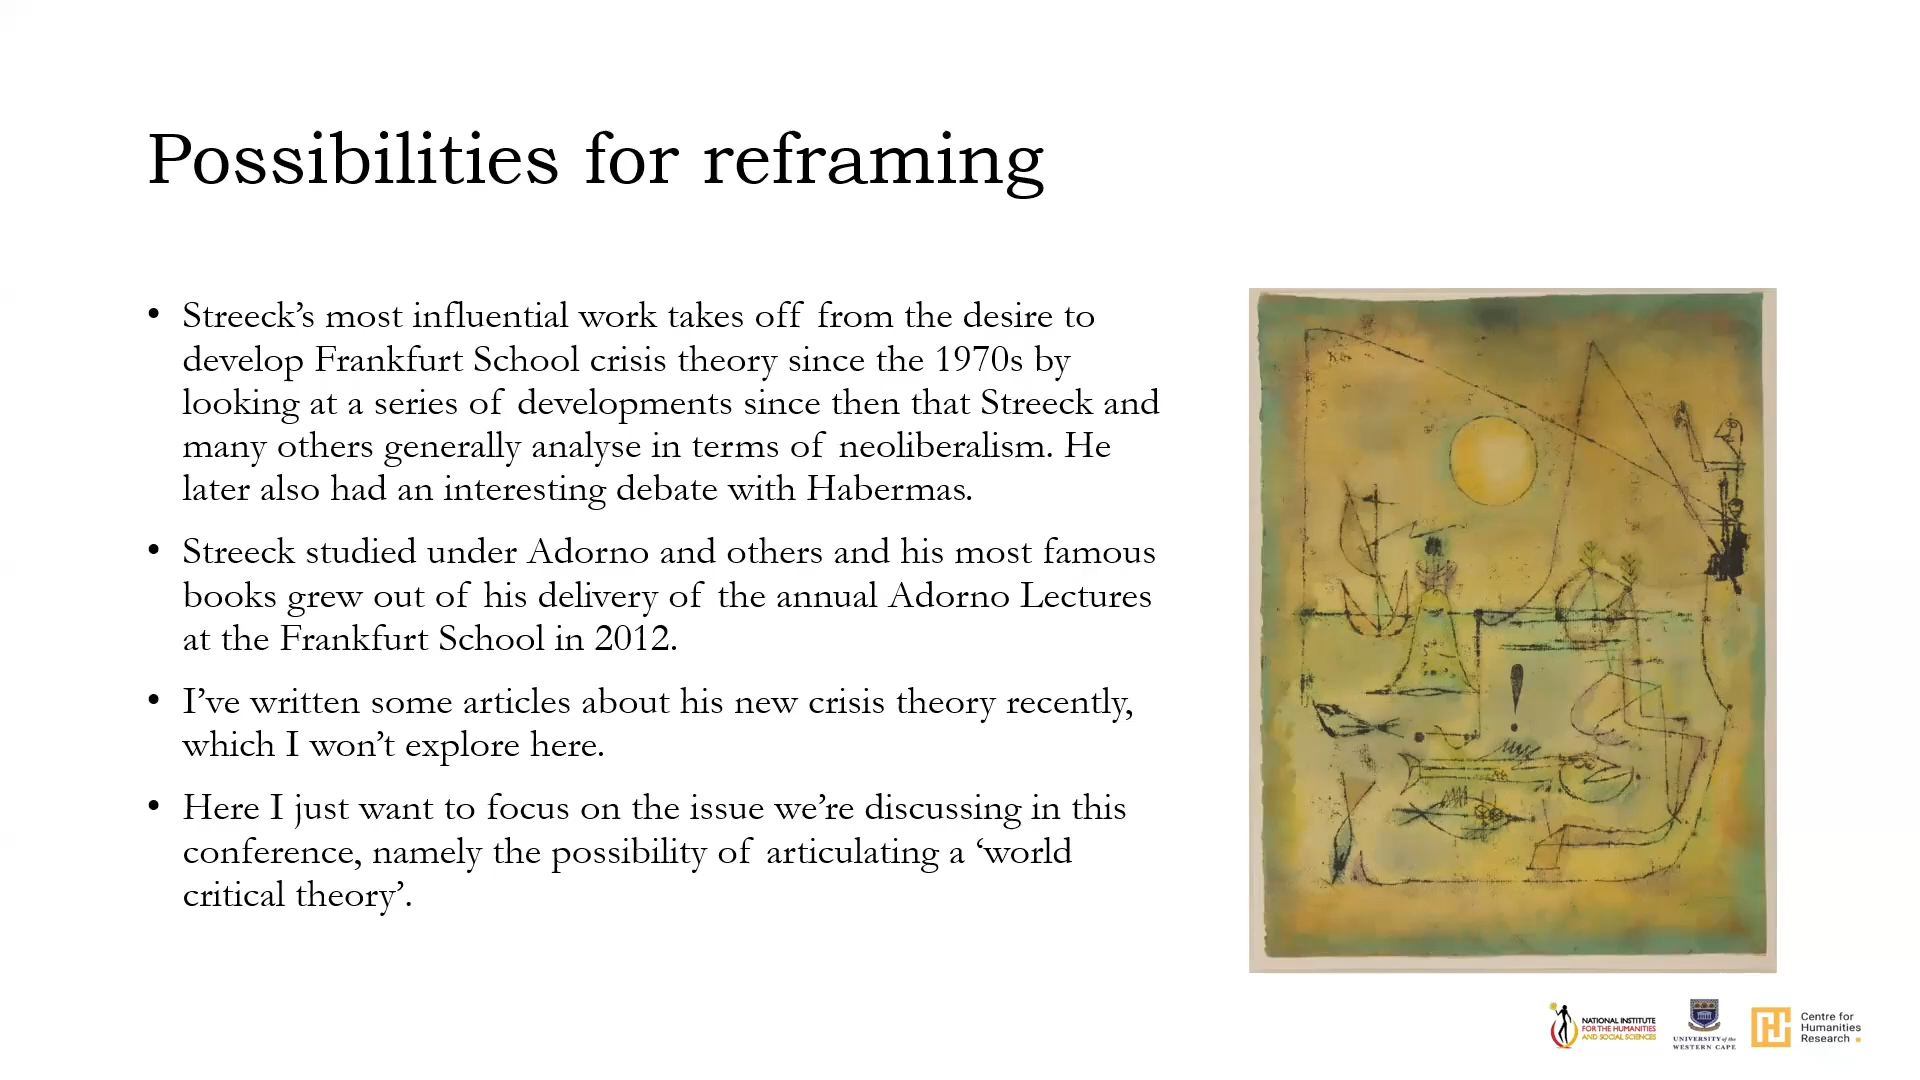 Possibilities for reframing
• Streeck’s most influential work takes off from the desire to
develop Frankfurt School crisis theory since the 1970s by
looking at a series of developments since then that Streeck and
many others generally analyse in terms of neoliberalism. He
later also had an interesting debate with Habermas.
• Streeck studied under Adorno and others and his most famous
books grew out of his delivery of the annual Adorno Lectures
at the Frankfurt School in 2012.
• I’ve written some articles about his new crisis theory recently,
which I won’t explore here.
• Here I just want to focus on the issue we’re discussing in this
conference, namely the possibility of articulating a ‘world
critical theory’.
NATIONAL INSTITUTE
FOR THE HUMANITIES
AND SOCIAL SCIENCES
UNIVERSITY of the
WESTERN CAPE
Centre for
Humanities
Research